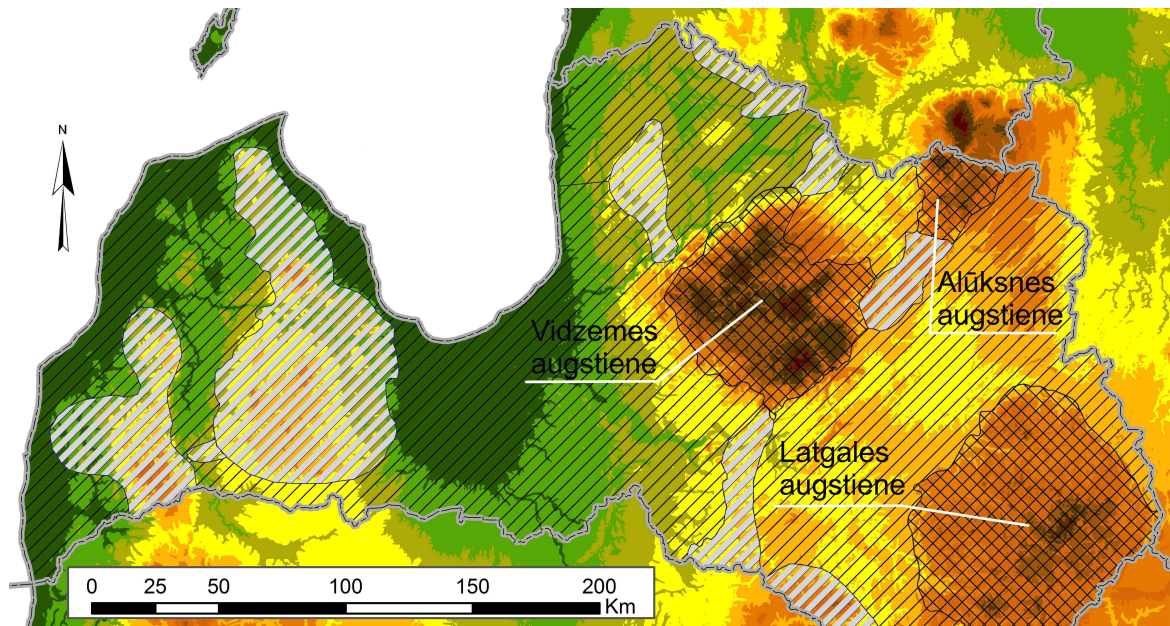 N
Alūksnes
augstiene
Vidzemes
augstiene
Latgales
augstiene
0 25 50 100 150 200
Km